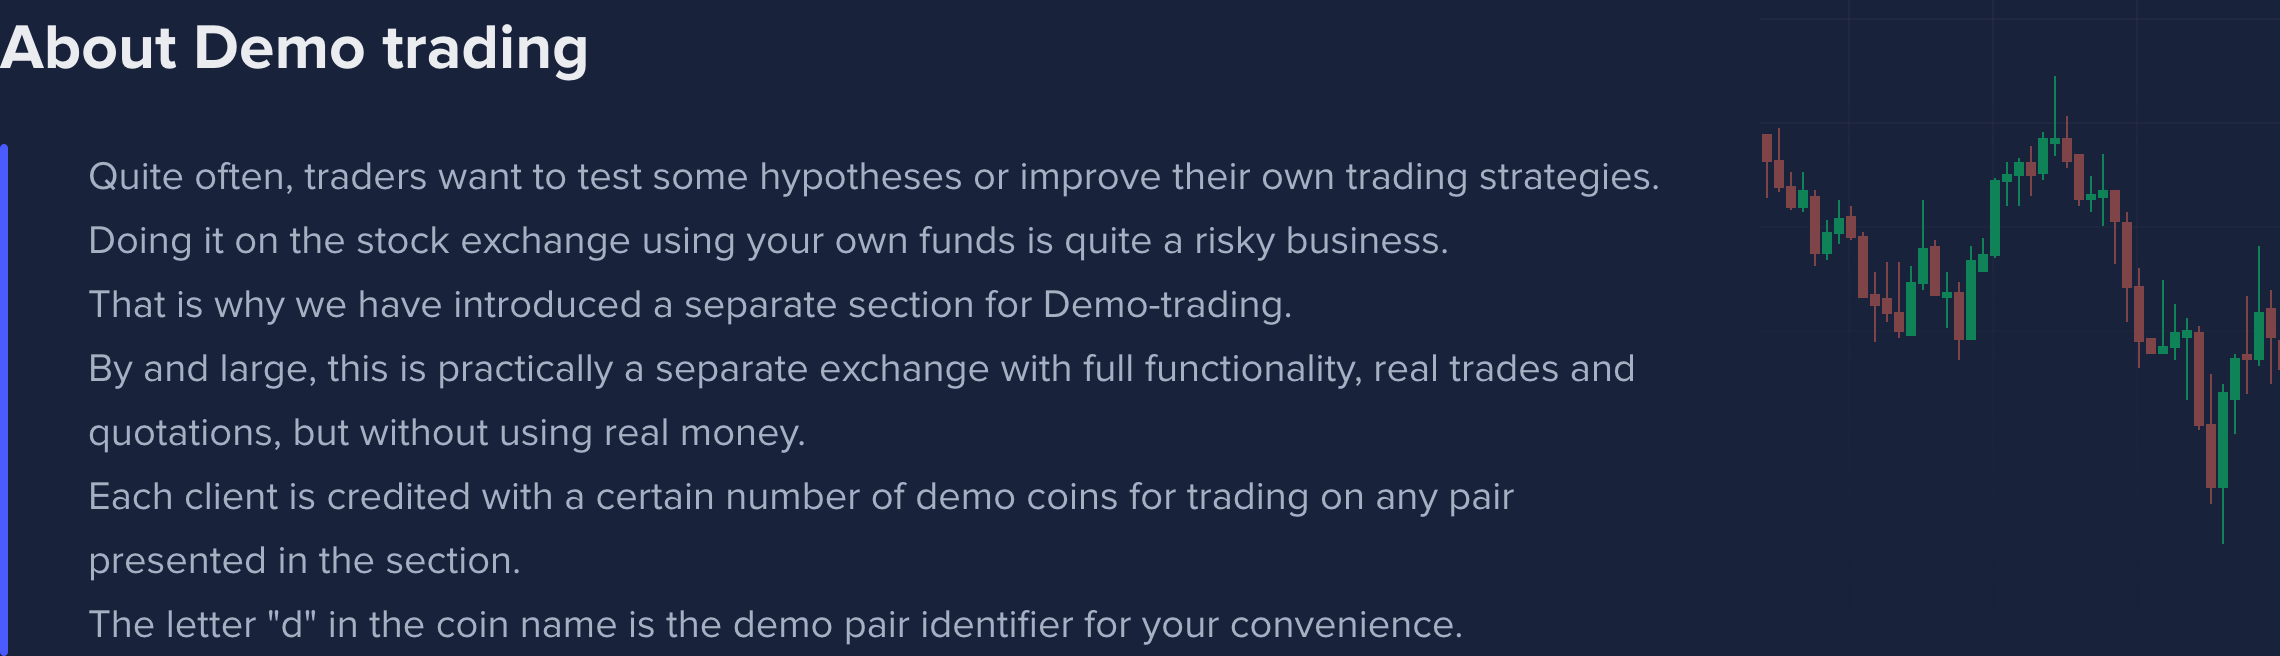 About Demo trading
Quite often, traders want to test some hypotheses or improve their own trading strategies.
Doing it on the stock exchange using your own funds is quite a risky business.
That is why we have introduced a separate section for Demo-trading.
By and large, this is practically a separate exchange with full functionality, real trades and
quotations, but without using real money.
Each client is credited with a certain number of demo coins for trading on any pair
presented in the section.
The letter "d" in the coin name is the demo pair identifier for your convenience.